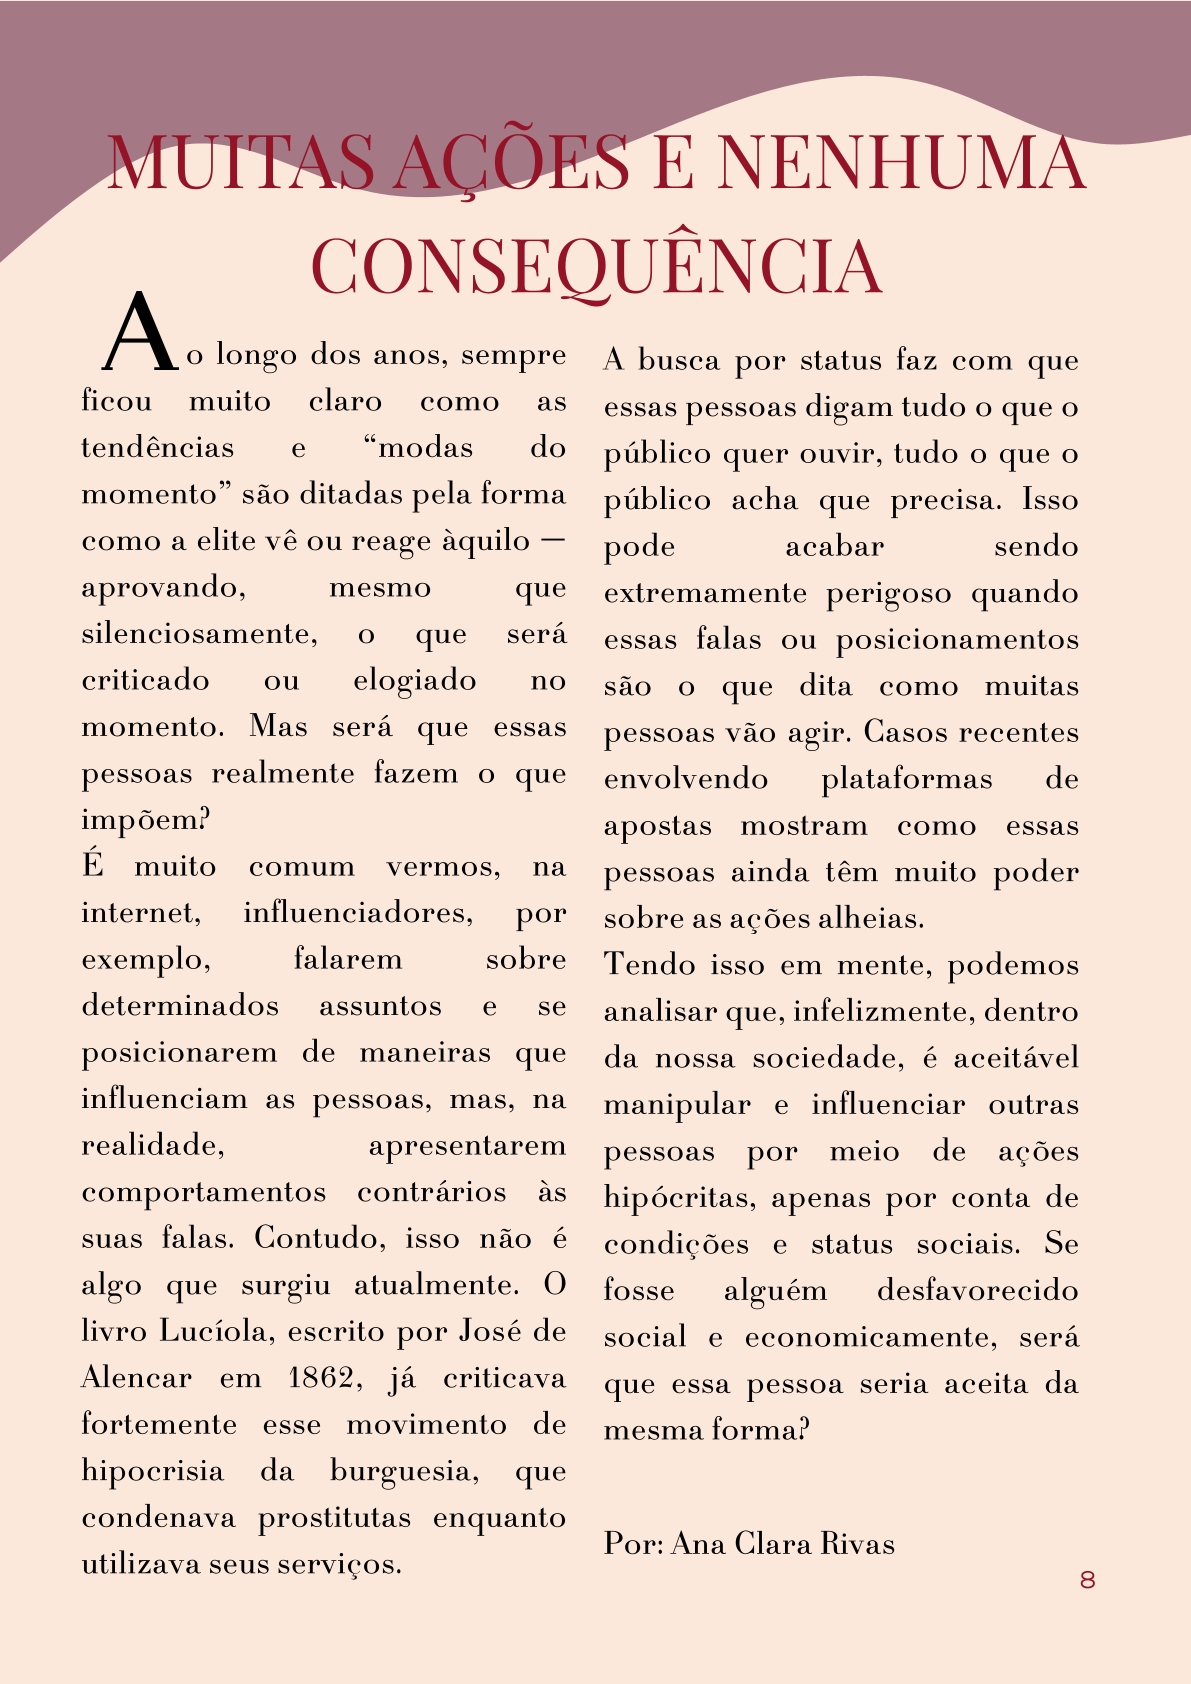 MUITAS AÇÕES E NENHUMA
CONSEQUÊNCIA
Ao longo dos anos, sempre
ficou muito claro como as
tendências e “modas do
momento” são ditadas pela forma
como a elite vê ou reage àquilo —
aprovando, mesmo que
silenciosamente, o que será
criticado ou elogiado no
momento. Mas será que essas
pessoas realmente fazem o que
impõem?
É muito comum vermos, na
internet, influenciadores, por
exemplo, falarem sobre
determinados assuntos e se
posicionarem de maneiras que
influenciam as pessoas, mas, na
realidade, apresentarem
comportamentos contrários às
suas falas. Contudo, isso não é
algo que surgiu atualmente. O
livro Lucíola, escrito por José de
Alencar em 1862, já criticava
fortemente esse movimento de
hipocrisia da burguesia, que
condenava prostitutas enquanto
utilizava seus serviços.
A busca por status faz com que
essas pessoas digam tudo o que o
público quer ouvir, tudo o que o
público acha que precisa. Isso
pode acabar sendo
extremamente perigoso quando
essas falas ou posicionamentos
são o que dita como muitas
pessoas vão agir. Casos recentes
envolvendo plataformas de
apostas mostram como essas
pessoas ainda têm muito poder
sobre as ações alheias.
Tendo isso em mente, podemos
analisar que, infelizmente, dentro
da nossa sociedade, é aceitável
manipular e influenciar outras
pessoas por meio de ações
hipócritas, apenas por conta de
condições e status sociais. Se
fosse alguém desfavorecido
social e economicamente, será
que essa pessoa seria aceita da
mesma forma?
Por: Ana Clara Rivas
8